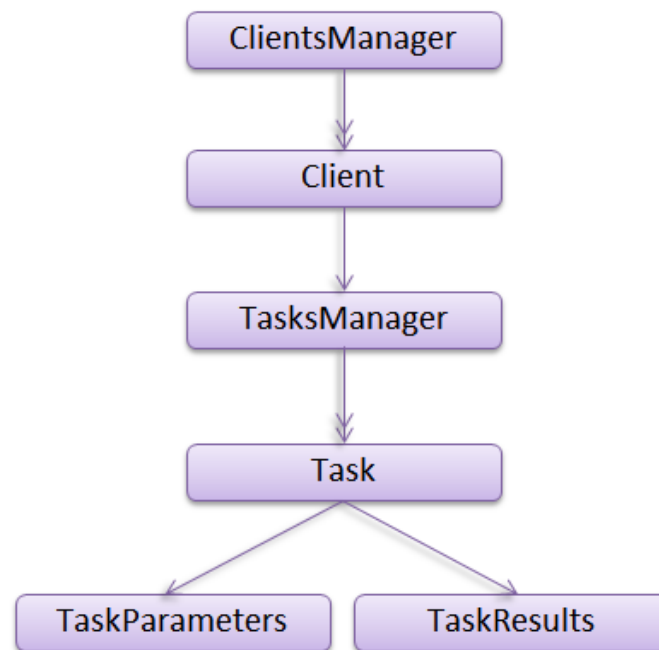 ClientsManager
Client
TasksManager
Task
TaskParameters
TaskResults